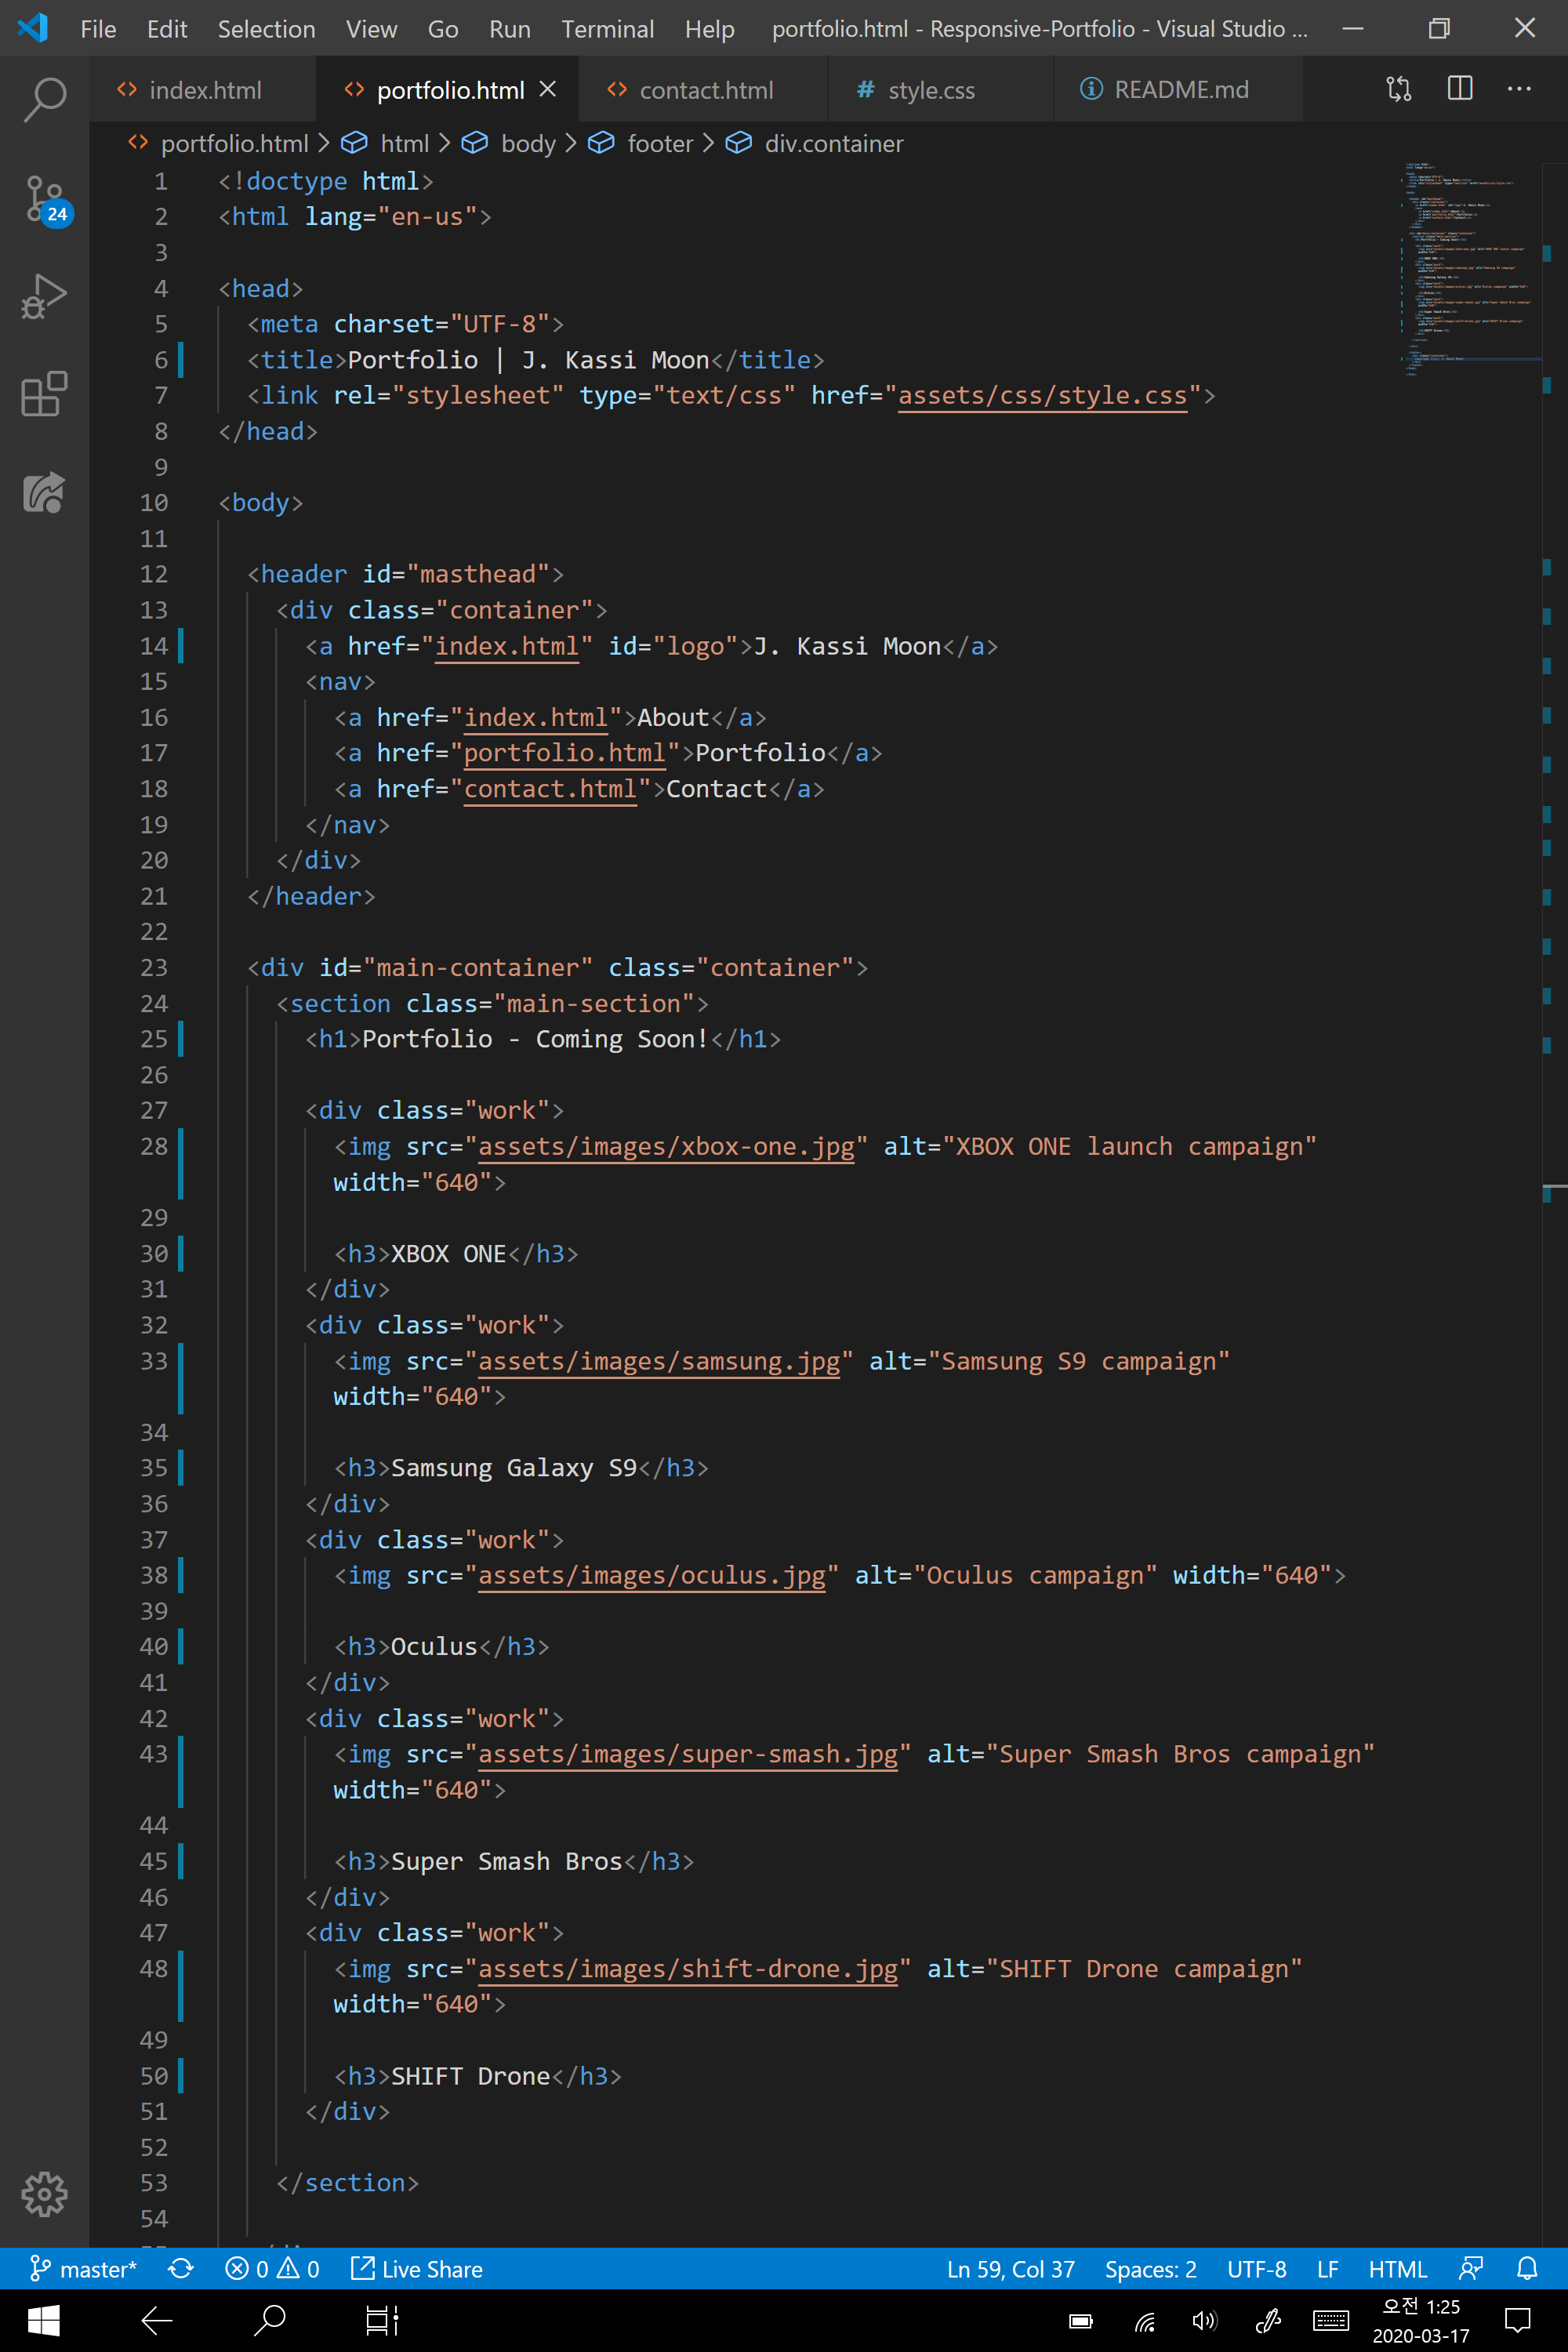 File Edit Selection View Go Run Terminal Help portfolio.html - Responsive-Portfolio - Visual Studio ...
index.html portfolio.html contact.html # style.css README.md ...
portfolio.html > html > body > footer > div.container
24
1 <!doctype html>
2 <html lang="en-us">
3
4 <head>
5 <meta charset="UTF-8">
6 <title>Portfolio | J. Kassi Moon</title>
7 <link rel="stylesheet" type="text/css" href="assets/css/style.css">
8 </head>
9
10 <body>
11
12 <header id="masthead">
13 <div class="container">
14 <a href="index.html" id="logo">J. Kassi Moon</a>
15 <nav>
16 <a href="index.html">About</a>
17 <a href="portfolio.html">Portfolio</a>
18 <a href="contact.html">Contact</a>
19 </nav>
20 </div>
21 </header>
22
23 <div id="main-container" class="container">
24 <section class="main-section">
25 <h1>Portfolio - Coming Soon!</h1>
26
27 <div class="work">
28 <img src="assets/images/xbox-one.jpg" alt="XBOX ONE launch campaign"
width="640">
29
30 <h3>XBOX ONE</h3>
31 </div>
32 <div class="work">
33 <img src="assets/images/samsung.jpg" alt="Samsung S9 campaign"
width="640">
34
35 <h3>Samsung Galaxy S9</h3>
36 </div>
37 <div class="work">
38 <img src="assets/images/oculus.jpg" alt="Oculus campaign" width="640">
39
40 <h3>Oculus</h3>
41 </div>
42 <div class="work">
43 <img src="assets/images/super-smash.jpg" alt="Super Smash Bros campaign"
width="640">
44
45 <h3>Super Smash Bros</h3>
46 </div>
47 <div class="work">
48 <img src="assets/images/shift-drone.jpg" alt="SHIFT Drone campaign"
width="640">
49
50 <h3>SHIFT Drone</h3>
51 </div>
52
53 </section>
54
master* 0 0 Live Share Ln 59, Col 37 Spaces: 2 UTF-8 LF HTML
오전 1:25
2020-03-17